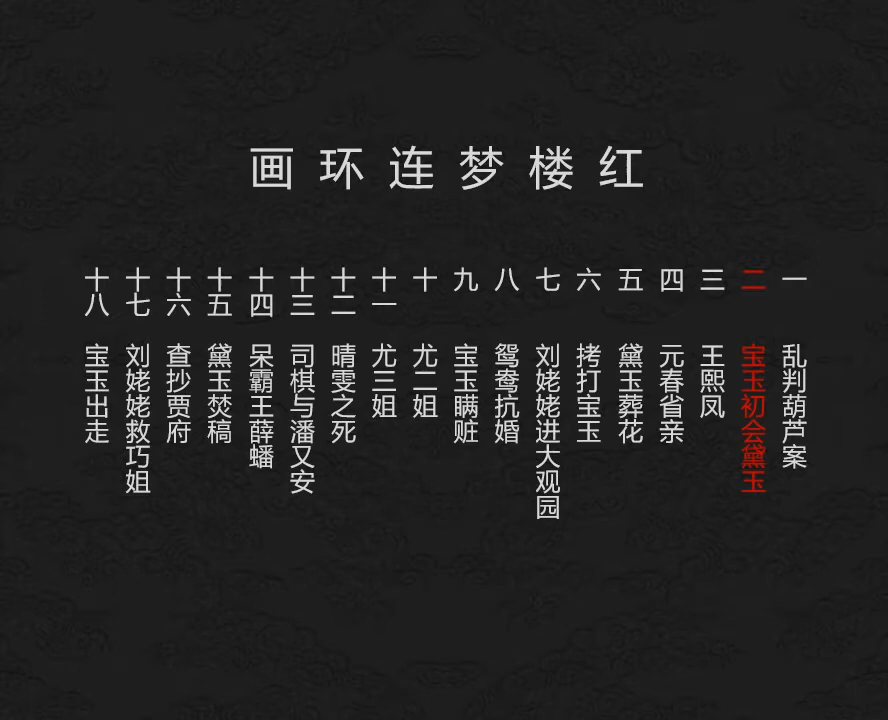 红楼梦连环画
一 乱判葫芦案
二 宝玉初会黛玉
三 王熙凤
四 元春省亲
五 黛玉葬花
六 拷打宝玉
七 刘姥姥进大观园
八 鸳鸯抗婚
九 宝玉瞒赃
十 尤二姐
十一 尤三姐
十二 晴雯之死
十三 司棋与潘又安
十四 呆霸王薛蟠
十五 黛玉焚稿
十六 查抄贾府
十七 刘姥姥救巧姐
十八 宝玉出走